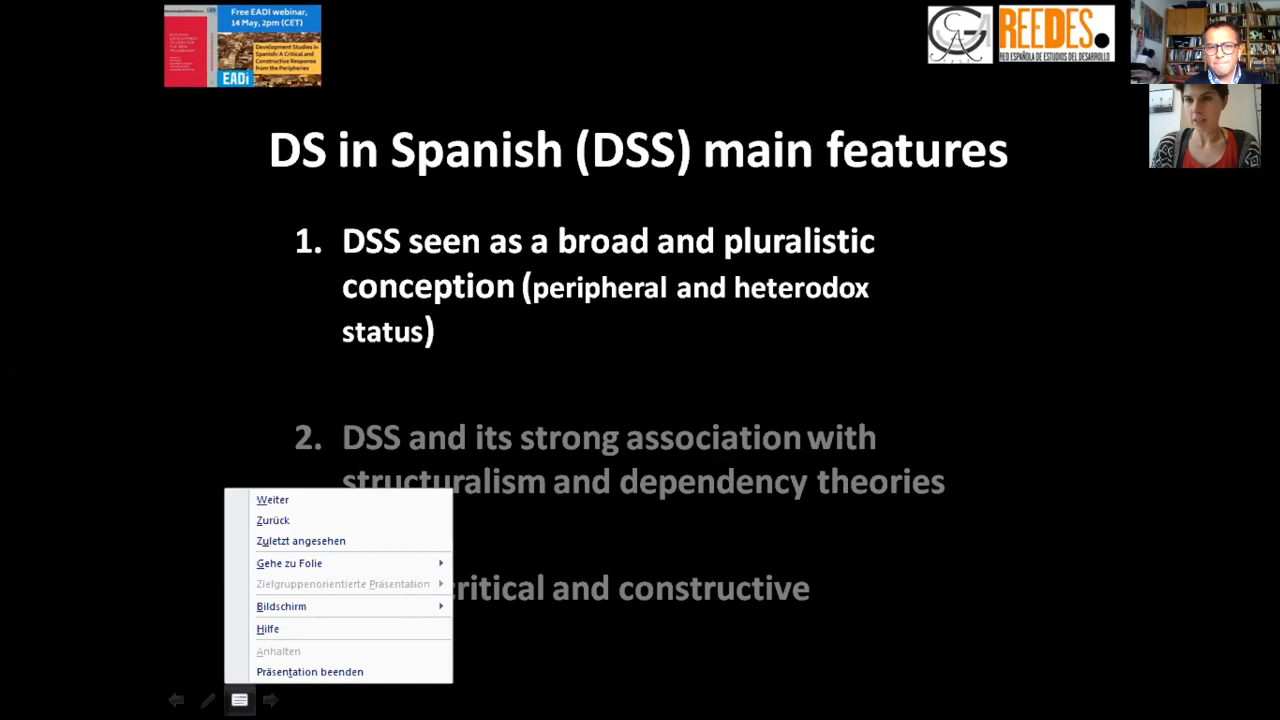 Free EADI webinar,
14 May, 2pm (CET)
Development Studies in
Spanish: A Critical and
Constructive Response
from the Peripheries
EADi
REEDES.
RED ESPAÑOLA DE ESTUDIOS DEL DESARROLLO
DS in Spanish (DSS) main features
1. DSS seen as a broad and pluralistic
conception (peripheral and heterodox
status)
2. DSS and its strong association with
structuralism and dependency theories
critical and constructive
Weiter
Zurück
Zuletzt angesehen
Gehe zu Folie
Zielgruppenorientierte Präsentation
Bildschirm
Hilfe
Anhalten
Präsentation beenden